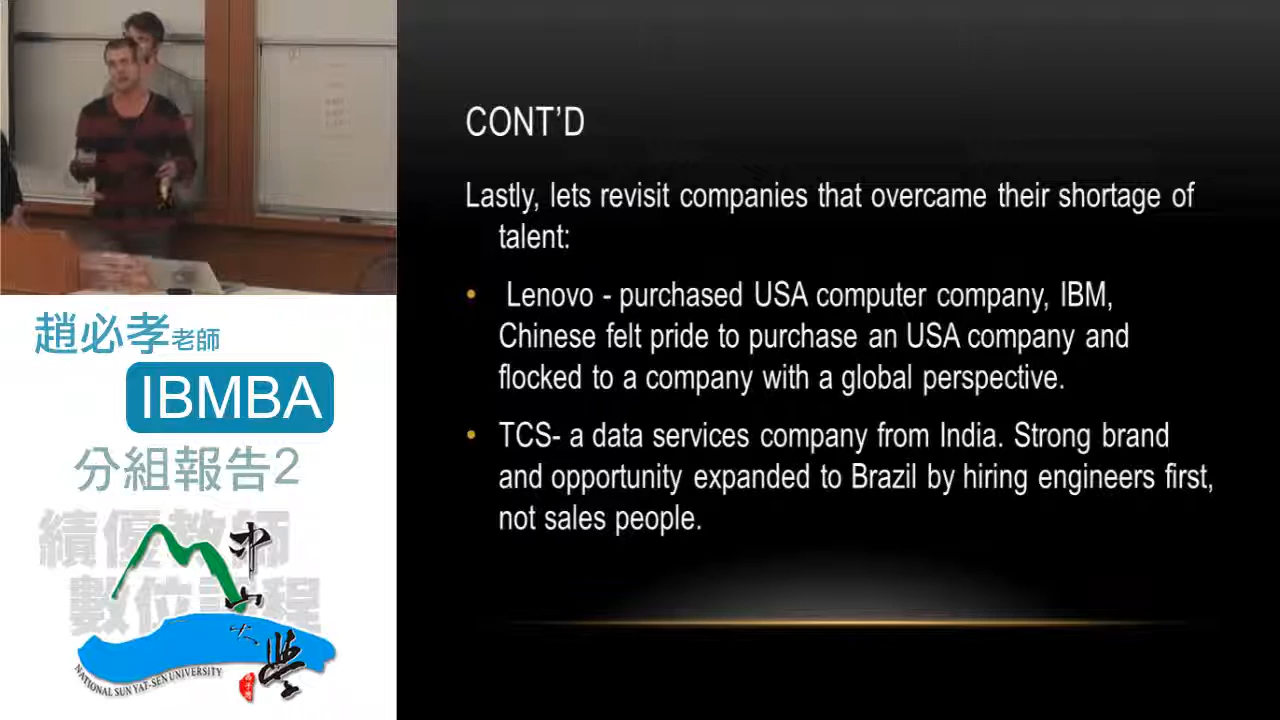 CONT'D
Lastly, lets revisit companies that overcame their shortage of
talent:
• Lenovo - purchased USA computer company, IBM,
Chinese felt pride to purchase an USA company and
flocked to a company with a global perspective.
• TCS- a data services company from India. Strong brand
and opportunity expanded to Brazil by hiring engineers first,
not sales people.
趙必孝老師
IBMBA
分組報告2
績優教師
數位課程
中山大學
NATIONAL SUN YAT-SEN UNIVERSITY